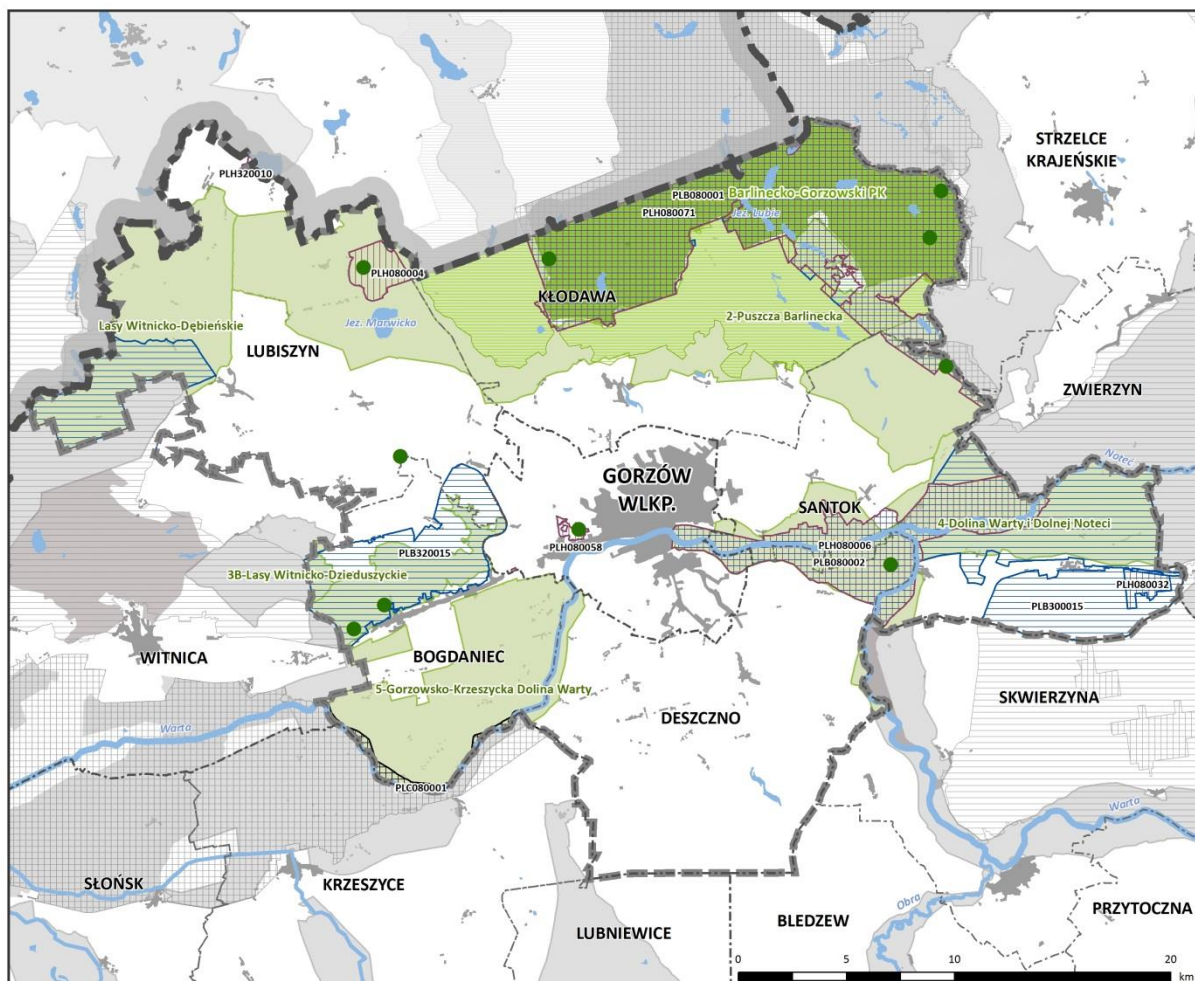 STRZELCE
KRAJEŃSKIE
PLH320010
PLB080001
Barlinecko-Gorzowski PK
PLH080071
Jez. Lubie
PLH080004
KŁODAWA
2-Puszcza Barlinecka
Lasy Witnicko-Dębieńskie
Jez. Marwicko
LUBISZYN
ZWIERZYN
Noteć
GORZÓW
WLKP.
SANTOK
4-Dolina Warty i Dolnej Noteci
PLH080058
PLH080006
PLB320015
PLB080002
3B-Lasy Witnicko-Dzieduszyckie
PLH080032
PLB300015
WITNICA
BOGDANIEC
5-Gorzowsko-Krzeszycka Dolina Warty
SKWIERZYNA
DESZCZNO
Warta
PLC080001
Warta
SŁOŃSK
KRZESZYCE
Obra
PRZYTOCZNA
LUBNIEWICE
BLEDZEW
0 5 10 20
km